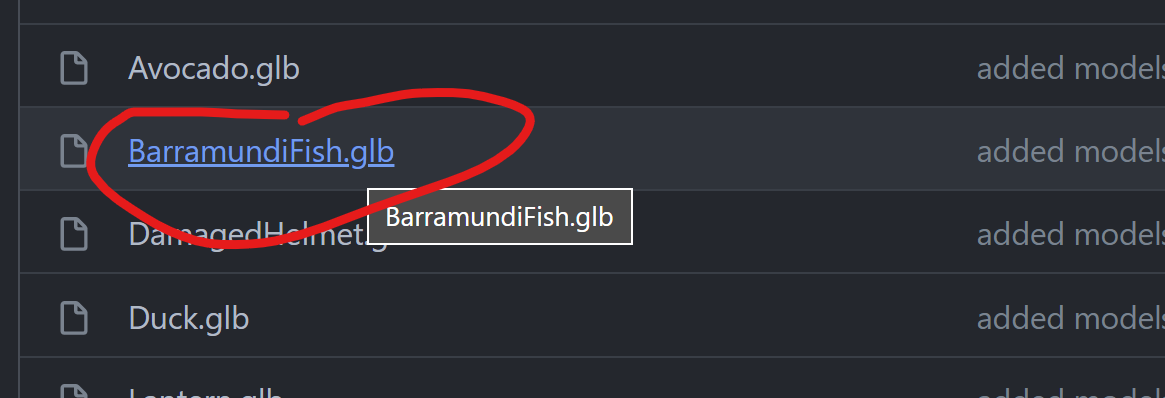 Avocado.glb added models
BarramundiFish.glb added models
BarramundiFish.glb
DamagedHelmet.g added models
Duck.glb added models
Lantern.glb added models